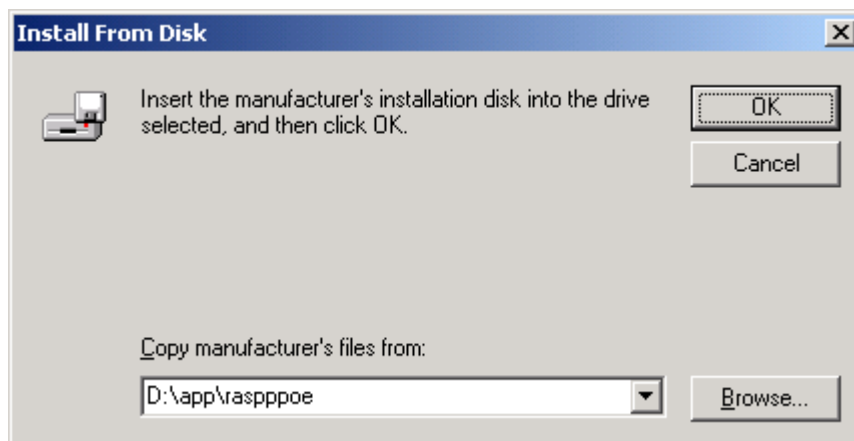 Install From Disk
Insert the manufacturer's installation disk into the drive
selected, and then click OK.
OK
Cancel
Copy manufacturer's files from:
D:\app\raspppoe
Browse...